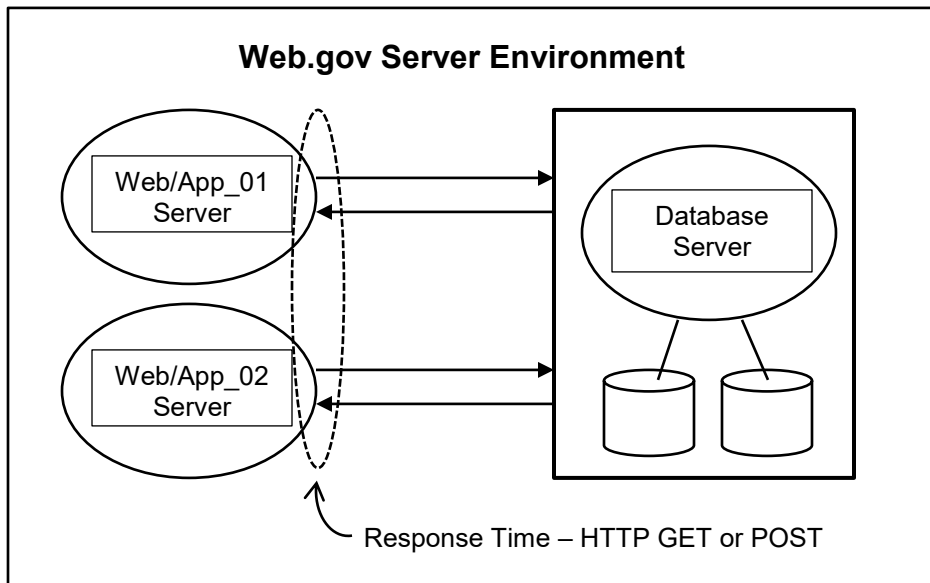 Web.gov Server Environment
Web/App_01
Server
Database
Server
Web/App_02
Server
Response Time – HTTP GET or POST